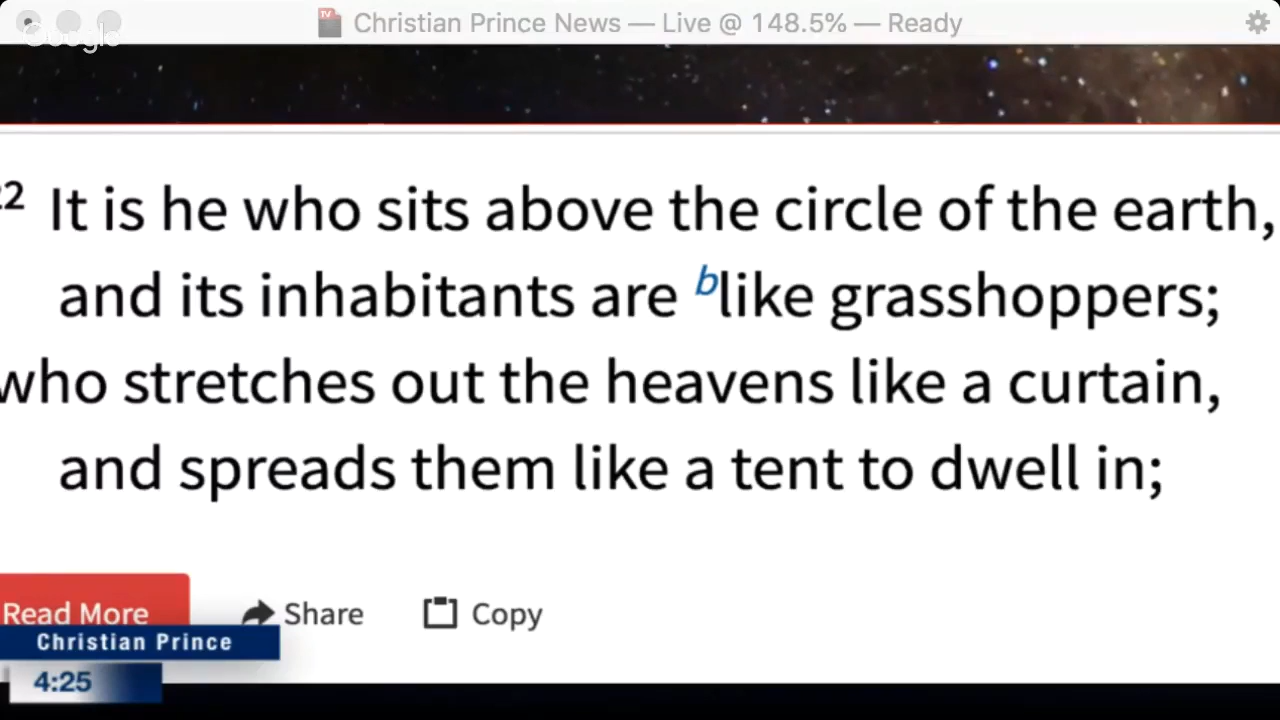 Christian Prince News — Live @ 148.5% — Ready
Google
22 It is he who sits above the circle of the earth,
and its inhabitants are b like grasshoppers;
who stretches out the heavens like a curtain,
and spreads them like a tent to dwell in;
Read More Share Copy
Christian Prince
4:25